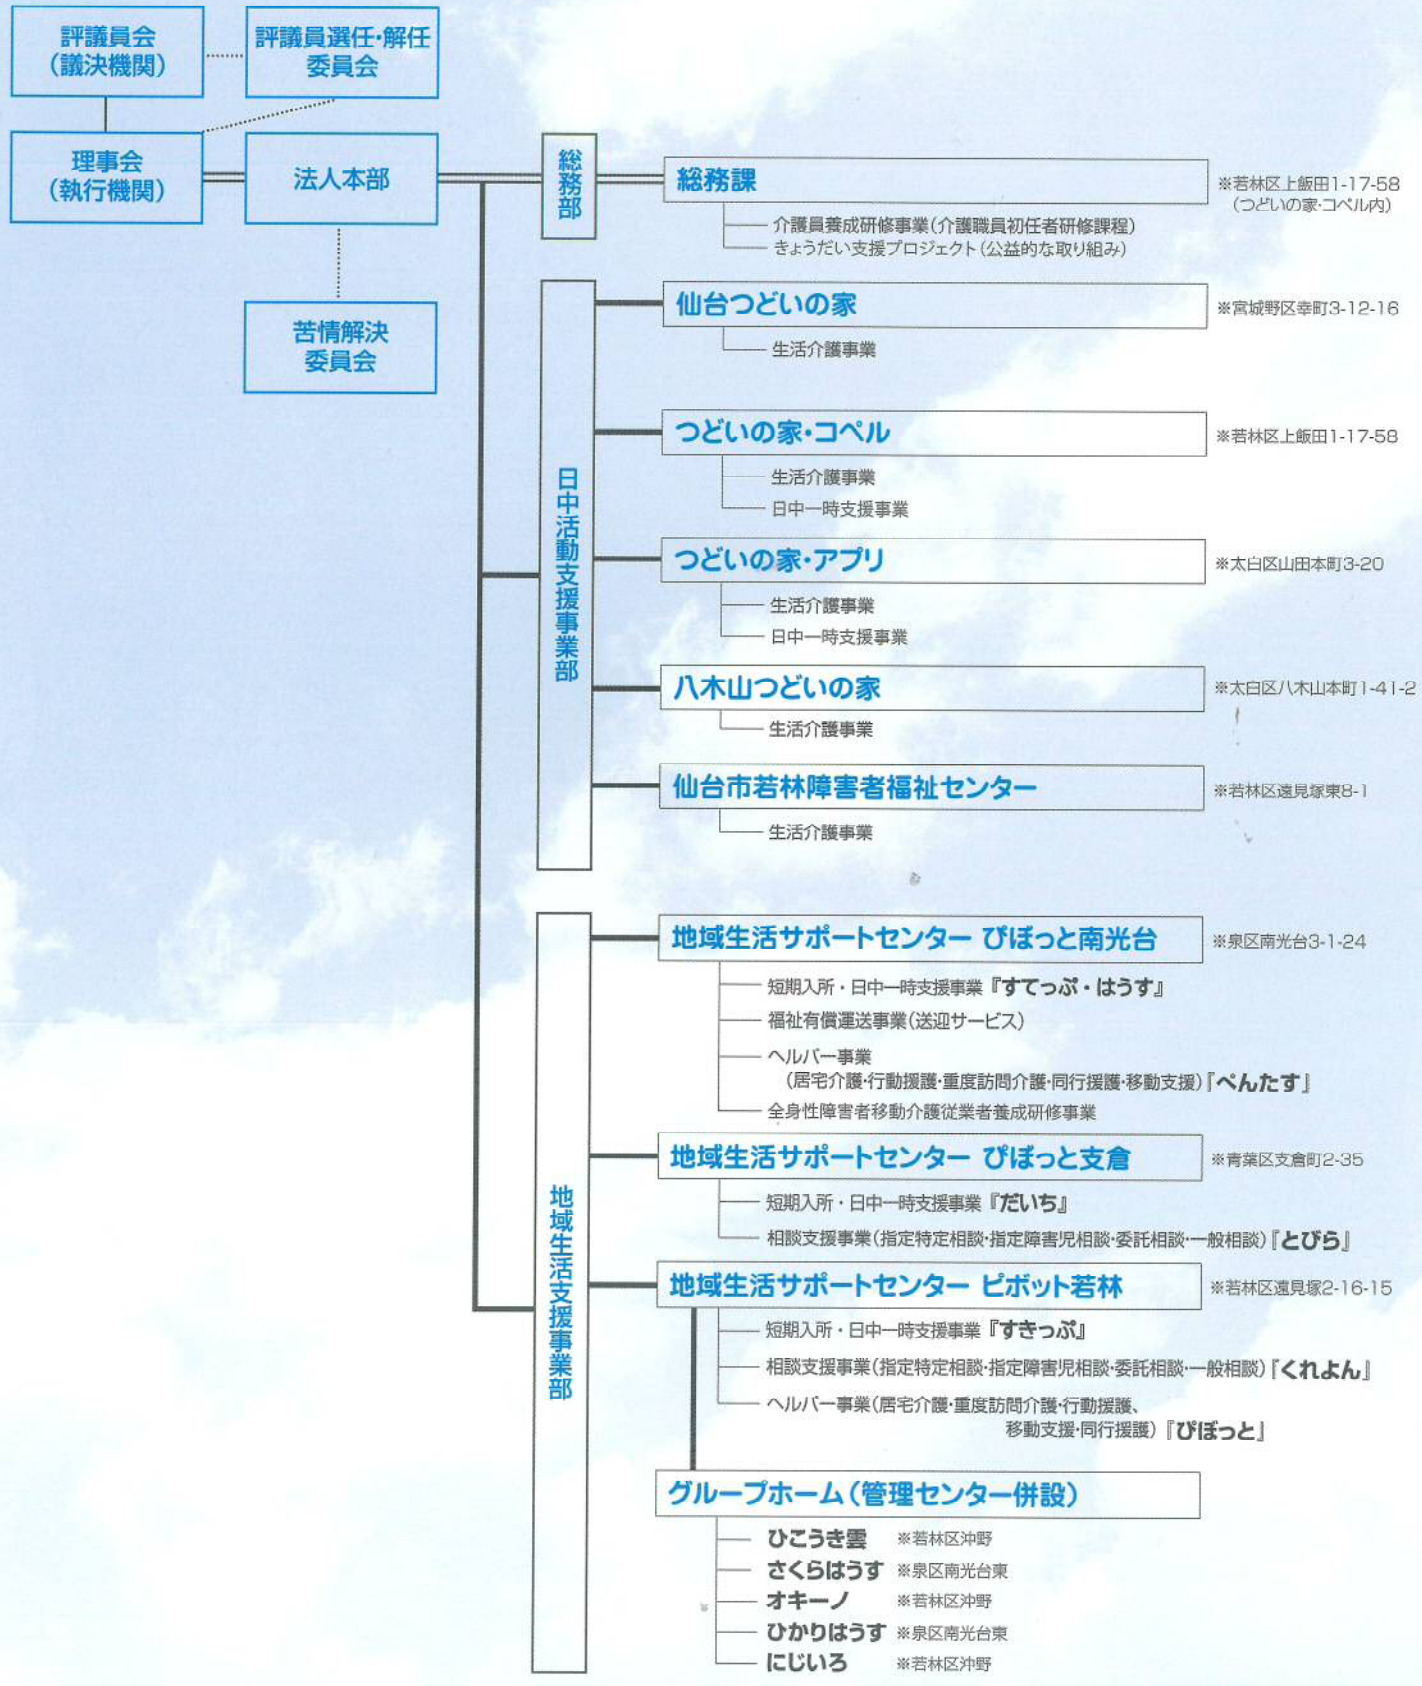 評議員会
(議決機関)
評議員選任・解任
委員会
理事会
(執行機関)
法人本部
苦情解決
委員会
総務部
総務課
※若林区上飯田1-17-58
(つどいの家・コペル内)
介護員養成研修事業(介護職員初任者研修課程)
きょうだい支援プロジェクト(公益的な取り組み)
日中活動支援事業部
仙台つどいの家
※宮城野区幸町3-12-16
生活介護事業
つどいの家・コペル
※若林区上飯田1-17-58
生活介護事業
日中一時支援事業
つどいの家・アプリ
※太白区山田本町3-20
生活介護事業
日中一時支援事業
八木山つどいの家
※太白区八木山本町1-41-2
生活介護事業
仙台市若林障害者福祉センター
※若林区遠見塚東8-1
生活介護事業
地域生活支援事業部
地域生活サポートセンター ぴぼっと南光台
※泉区南光台3-1-24
短期入所・日中一時支援事業『すてっぷ・はうす』
福祉有償運送事業(送迎サービス)
ヘルパー事業
(居宅介護・行動援護・重度訪問介護・同行援護・移動支援)『ぺんたす』
全身性障害者移動介護従業者養成研修事業
地域生活サポートセンター ぴぼっと支倉
※青葉区支倉町2-35
短期入所・日中一時支援事業『だいち』
相談支援事業(指定特定相談・指定障害児相談・委託相談・一般相談)『とびら』
地域生活サポートセンター ピボット若林
※若林区遠見塚2-16-15
短期入所・日中一時支援事業『すきっぷ』
相談支援事業(指定特定相談・指定障害児相談・委託相談・一般相談)『くれよん』
ヘルパー事業(居宅介護・重度訪問介護・行動援護、
移動支援・同行援護)『ぴぼっと』
グループホーム(管理センター併設)
ひこうき雲 ※若林区沖野
さくらはうす ※泉区南光台東
オキーノ ※若林区沖野
ひかりはうす ※泉区南光台東
にじいろ ※若林区沖野